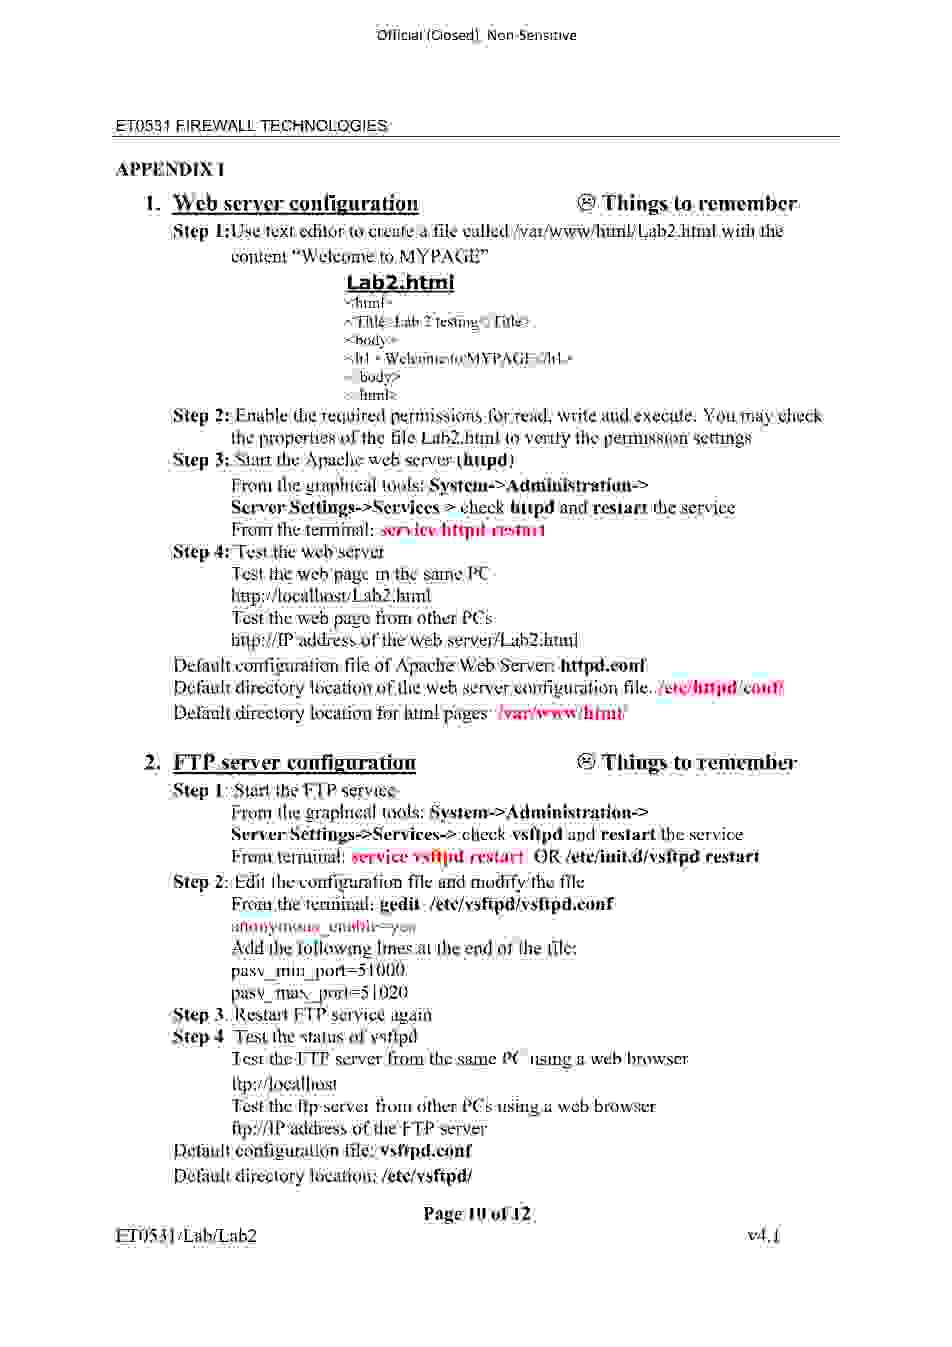 Official (Closed), Non-Sensitive
ET0531 FIREWALL TECHNOLOGIES
APPENDIX I
1. Web server configuration ☹ Things to remember
Step 1:Use text editor to create a file called /var/www/html/Lab2.html with the
content “Welcome to MYPAGE”
Lab2.html
<html>
<Title>Lab 2 testing</Title>
<body>
<h1> Welcome to MYPAGE</h1>
</body>
</html>
Step 2: Enable the required permissions for read, write and execute. You may check
the properties of the file Lab2.html to verify the permission settings
Step 3: Start the Apache web server (httpd)
From the graphical tools: System->Administration->
Server Settings->Services-> check httpd and restart the service
From the terminal: service httpd restart
Step 4: Test the web server
Test the web page in the same PC
http://localhost/Lab2.html
Test the web page from other PCs
http://IP address of the web server/Lab2.html
Default configuration file of Apache Web Server: httpd.conf
Default directory location of the web server configuration file: /etc/httpd/conf/
Default directory location for html pages: /var/www/html/
2. FTP server configuration ☹ Things to remember
Step 1: Start the FTP service
From the graphical tools: System->Administration->
Server Settings->Services-> check vsftpd and restart the service
From terminal: service vsftpd restart OR /etc/init.d/vsftpd restart
Step 2: Edit the configuration file and modify the file
From the terminal: gedit /etc/vsftpd/vsftpd.conf
anonymous_enable=yes
Add the following lines at the end of the file:
pasv_min_port=51000
pasv_max_port=51020
Step 3: Restart FTP service again
Step 4: Test the status of vsftpd
Test the FTP server from the same PC using a web browser
ftp://localhost
Test the ftp server from other PCs using a web browser
ftp://IP address of the FTP server
Default configuration file: vsftpd.conf
Default directory location: /etc/vsftpd/
Page 10 of 12
ET0531/Lab/Lab2 v4.1